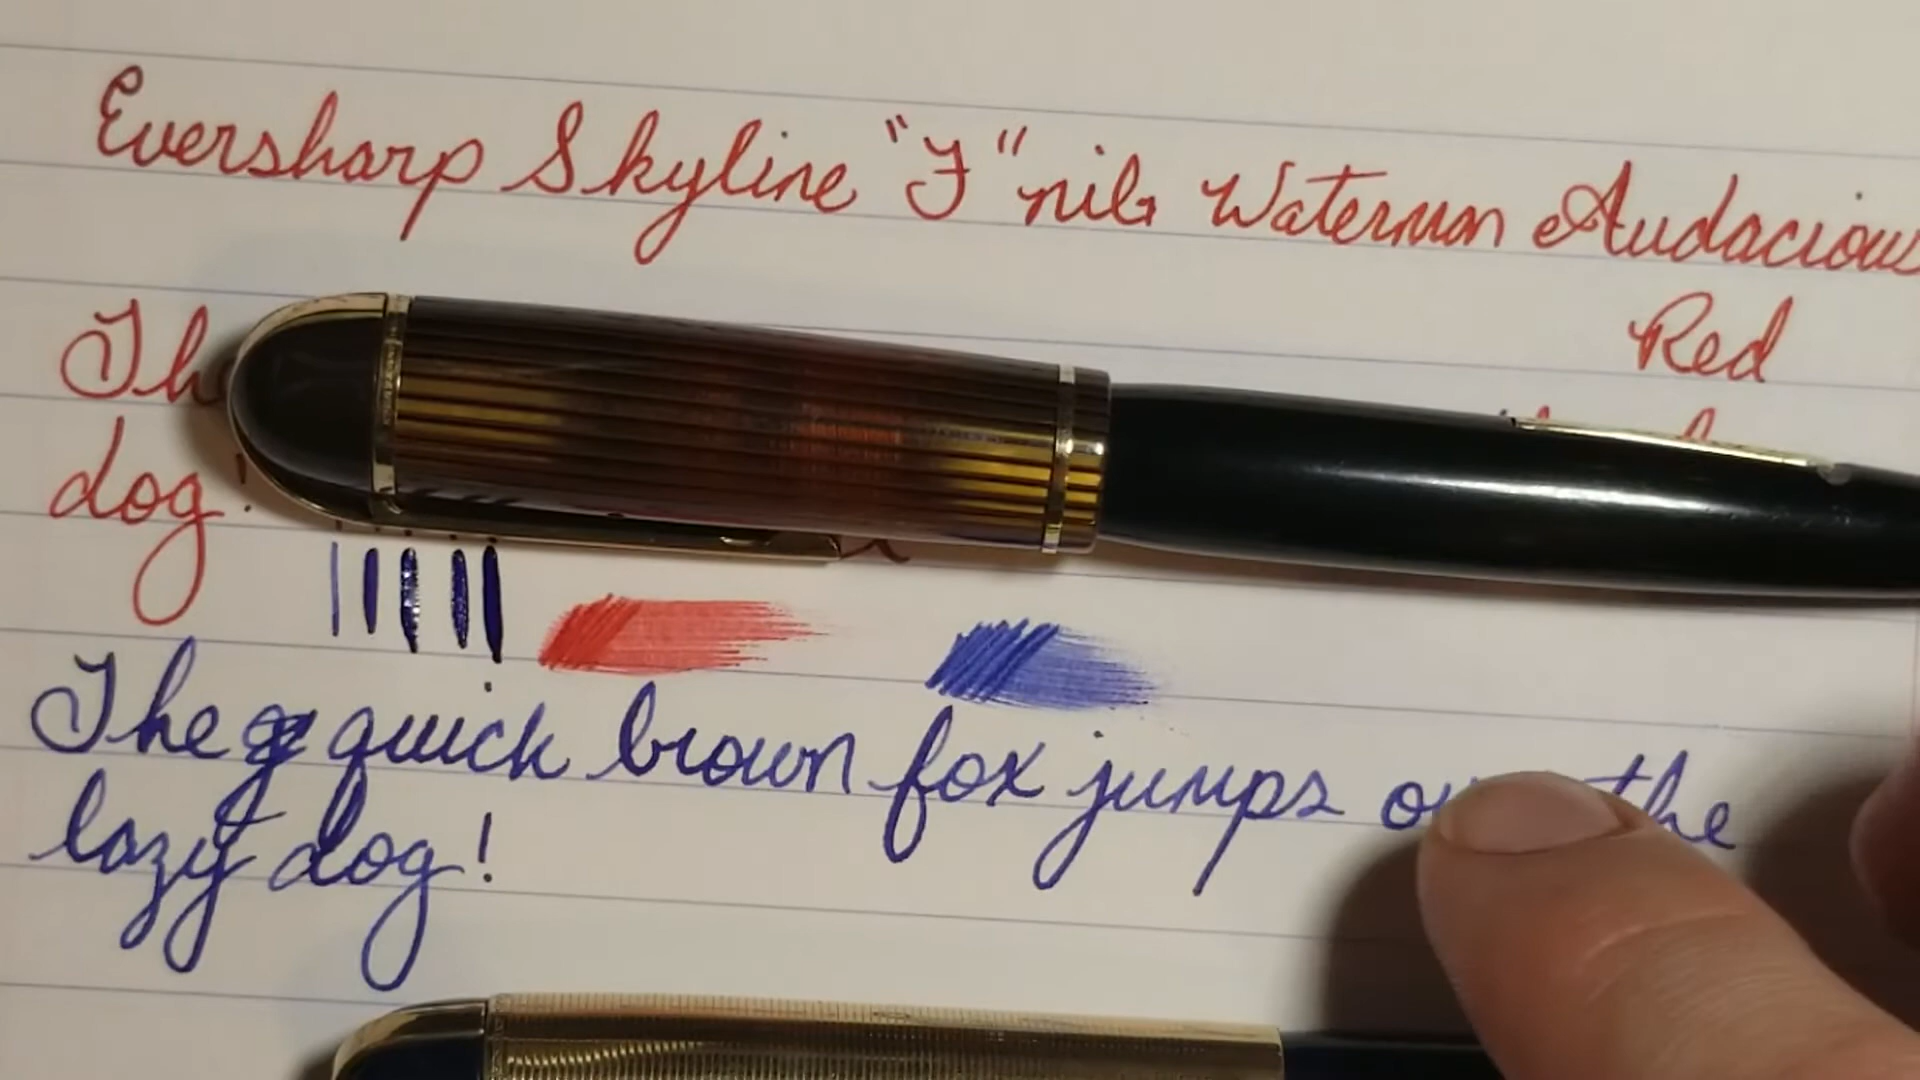 Eversharp Skyline "F" nib Waterman Audacious
Red
dog!
The quick brown fox jumps the
lazy dog!